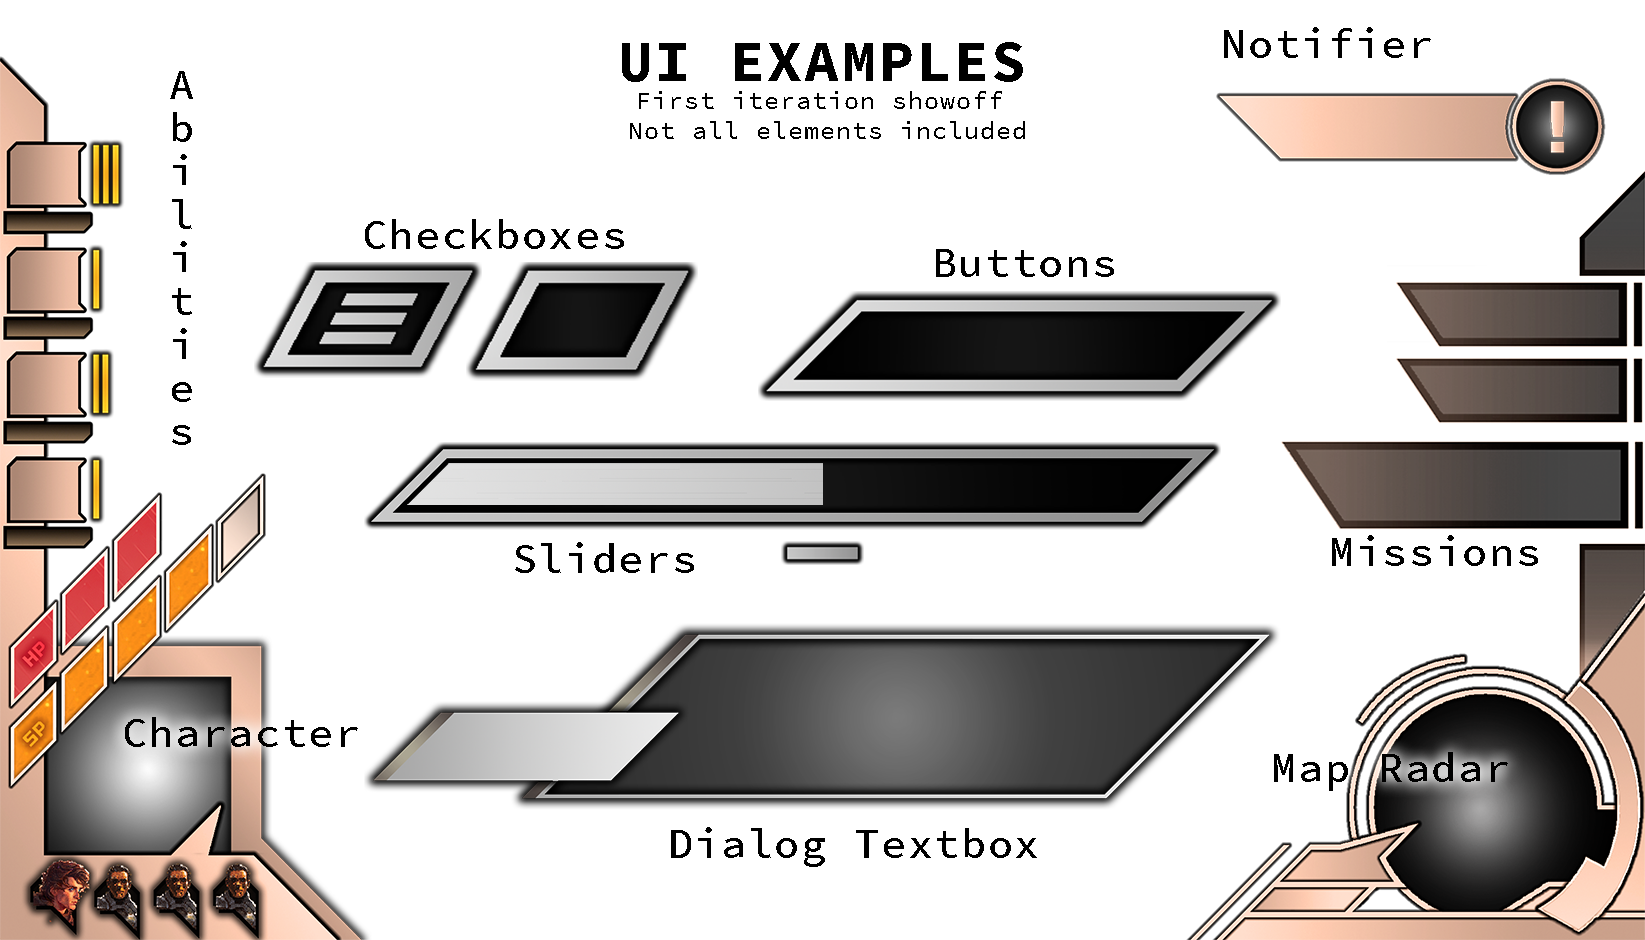 UI EXAMPLES
First iteration showoff
Not all elements included
Notifier
!
Abilities
Checkboxes
Buttons
Sliders
Missions
HP
SP
Character
Map Radar
Dialog Textbox